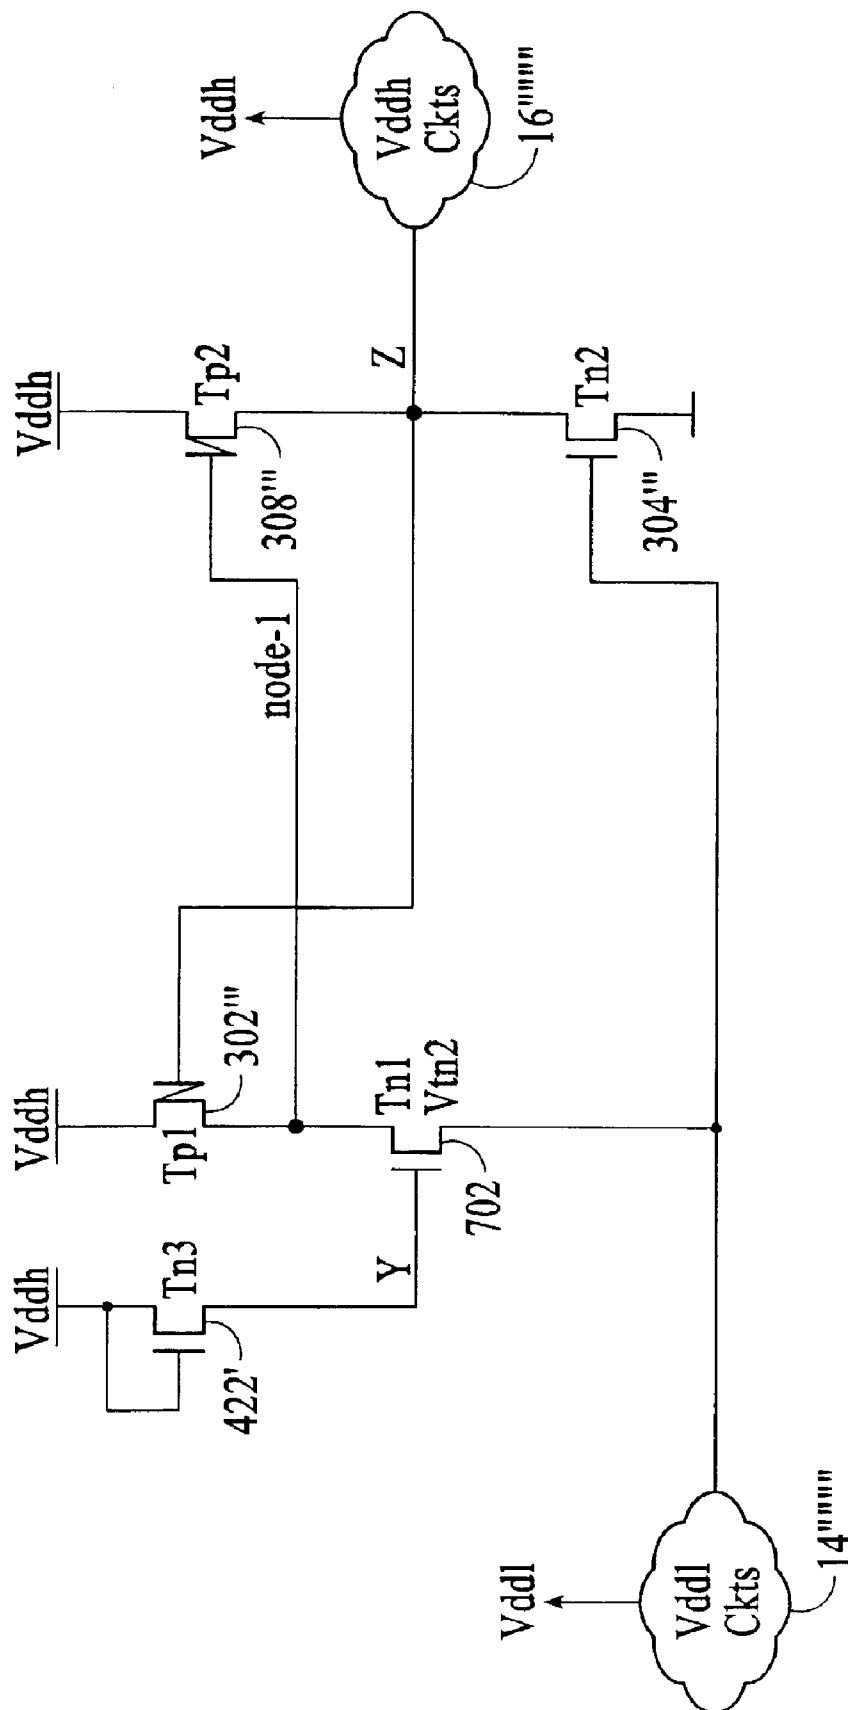 Vddh
Vddh
Vddh
Vddh
Tn3
Tp1
Tp2
422'
302'''
308'''
node-1
Y
Tn1
Vtn2
Z
Vddh
Ckts
702
Vddl
16""""
Tn2
304'''
Vddl
Ckts
14""""